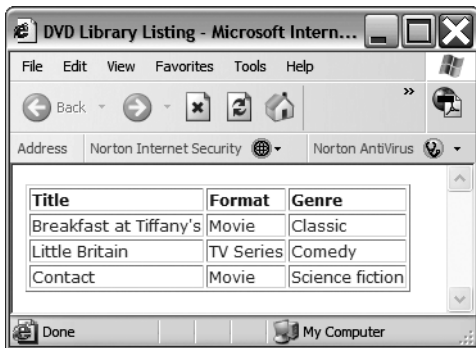 DVD Library Listing - Microsoft Intern...
File Edit View Favorites Tools Help
Back »
Address Norton Internet Security Norton AntiVirus
Title Format Genre
Breakfast at Tiffany's Movie Classic
Little Britain TV Series Comedy
Contact Movie Science fiction
Done My Computer